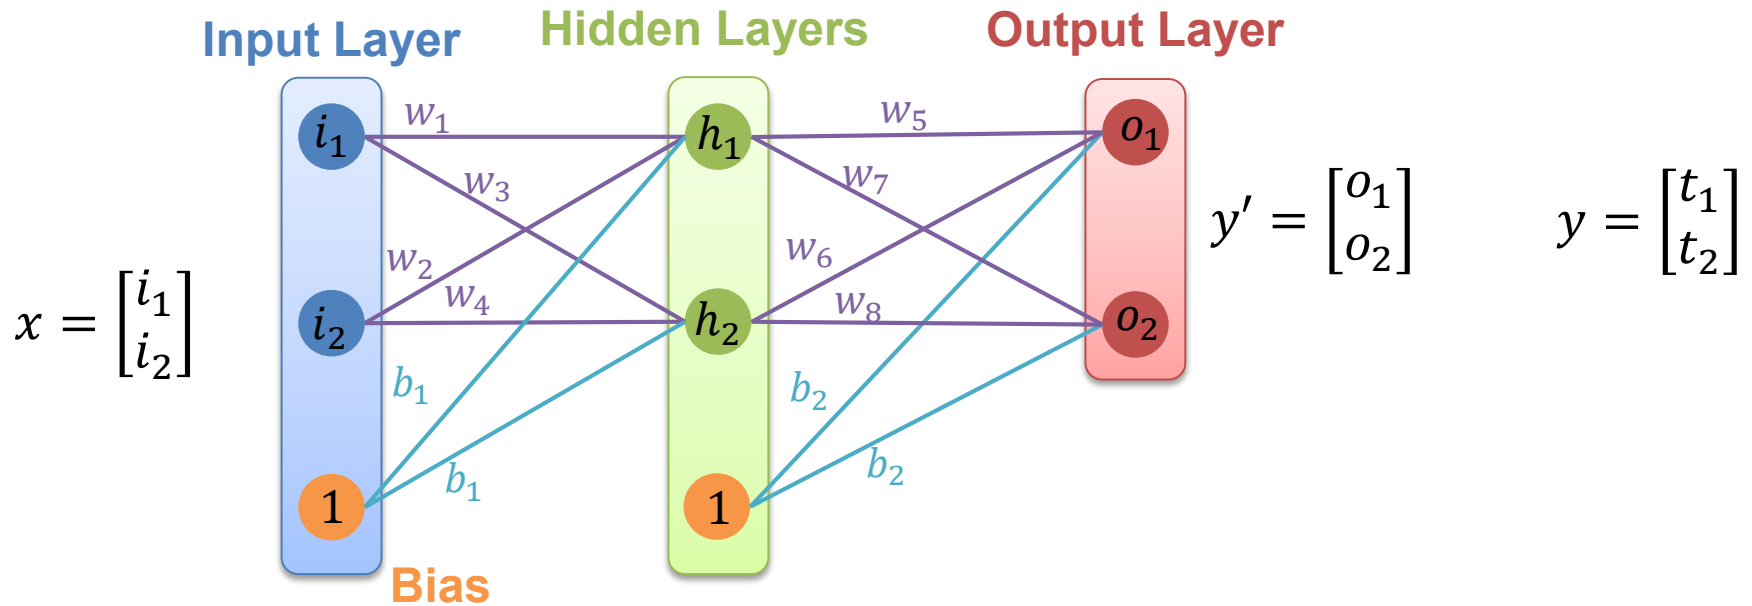 Input Layer
Hidden Layers
Output Layer
i₁
w₁
h₁
w₅
o₁
w₃
w₇
y′ = [o₁ o₂]
y = [t₁ t₂]
w₂
w₆
x = [i₁ i₂]
i₂
w₄
h₂
w₈
o₂
b₁
b₂
b₁
b₂
1
1
Bias